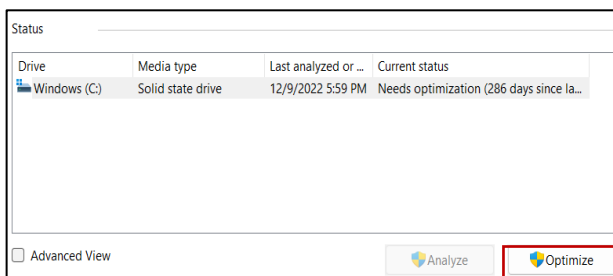 Status
Drive Media type Last analyzed or ... Current status
Windows (C:) Solid state drive 12/9/2022 5:59 PM Needs optimization (286 days since la...
Advanced View Analyze Optimize